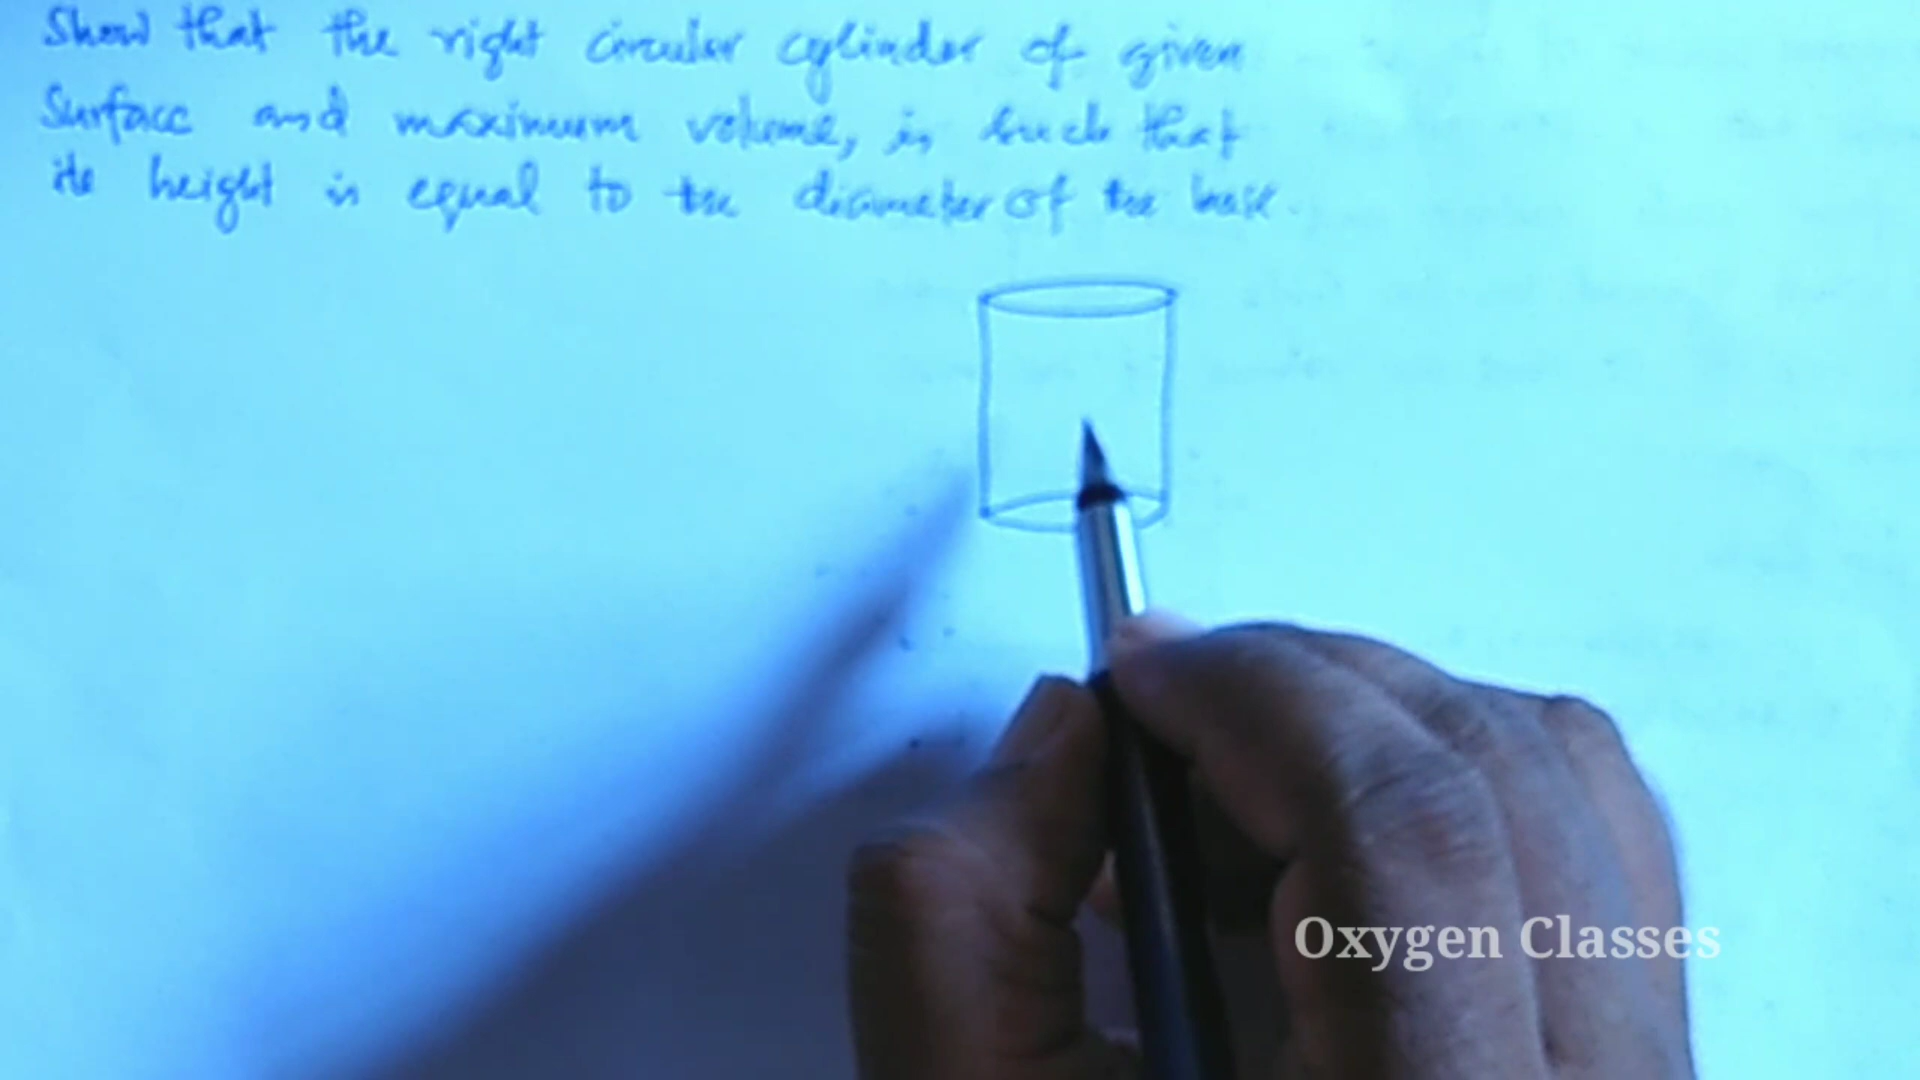 Show that the right circular cylinder of given
Surface and maximum volume, is such that
its height is equal to the diameter of the base.
Oxygen Classes